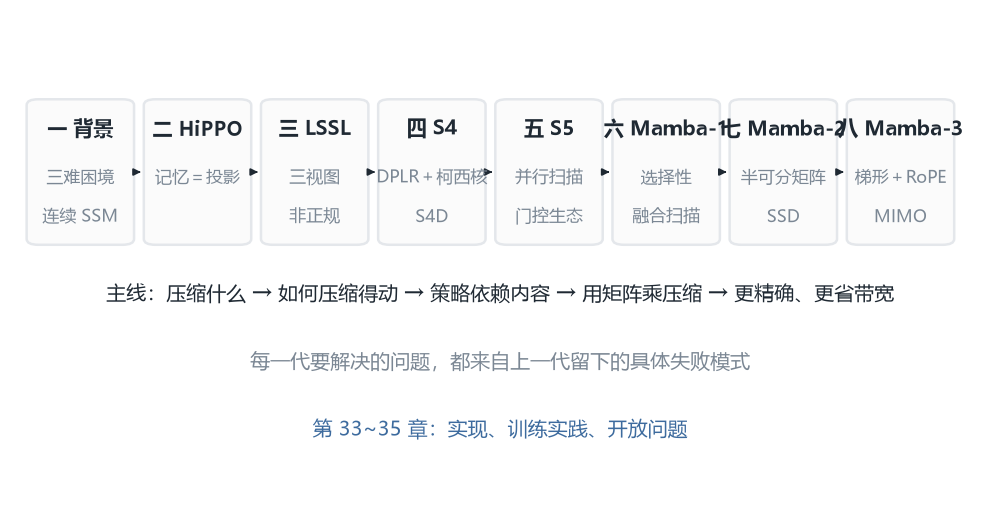 一 背景
三难困境
连续 SSM
二 HiPPO
记忆＝投影
三 LSSL
三视图
非正规
四 S4
DPLR + 柯西核
S4D
五 S5
并行扫描
门控生态
六 Mamba-1
选择性
融合扫描
七 Mamba-2
半可分矩阵
SSD
八 Mamba-3
梯形 + RoPE
MIMO
主线：压缩什么 → 如何压缩得动 → 策略依赖内容 → 用矩阵乘压缩 → 更精确、更省带宽
每一代要解决的问题，都来自上一代留下的具体失败模式
第 33~35 章：实现、训练实践、开放问题